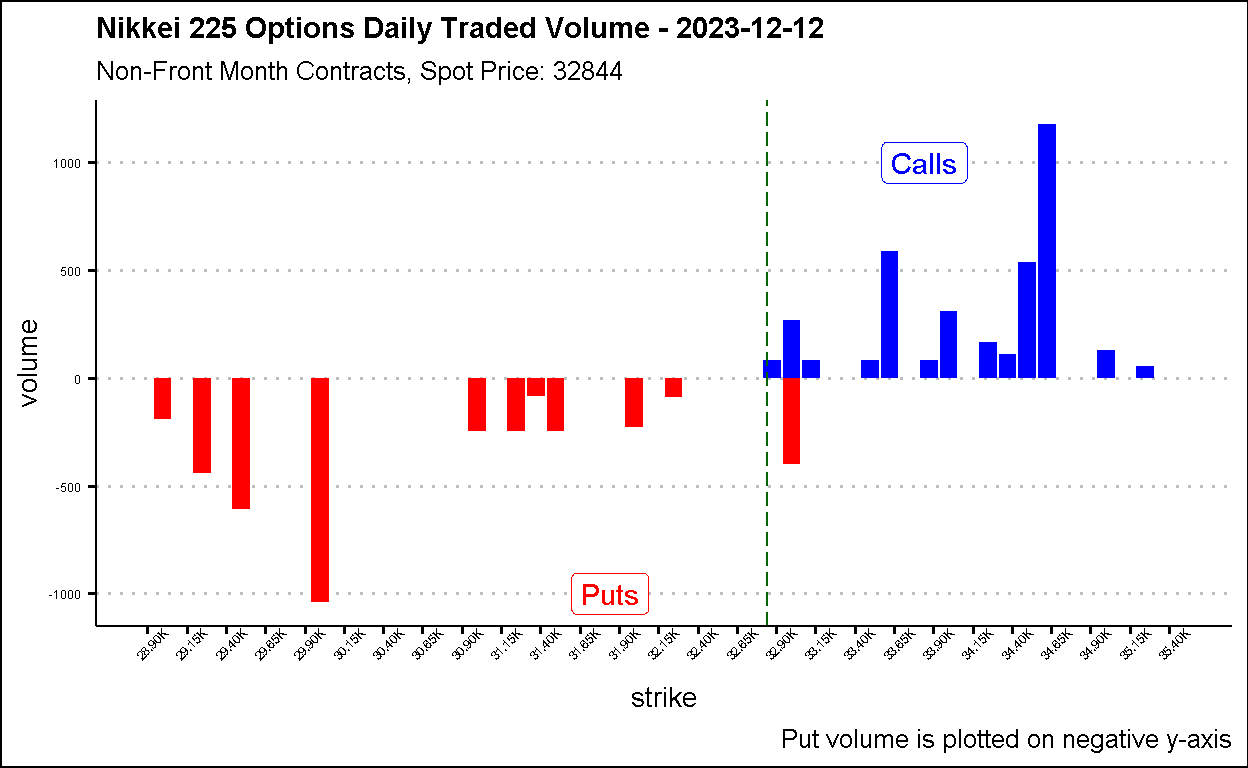 Nikkei 225 Options Daily Traded Volume - 2023-12-12
Non-Front Month Contracts, Spot Price: 32844
Calls
Puts
volume
1000
500
0
-500
-1000
28.90K
29.15K
29.40K
29.65K
29.90K
30.15K
30.40K
30.65K
30.90K
31.15K
31.40K
31.65K
31.90K
32.15K
32.40K
32.65K
32.90K
33.15K
33.40K
33.65K
33.90K
34.15K
34.40K
34.65K
34.90K
35.15K
35.40K
strike
Put volume is plotted on negative y-axis